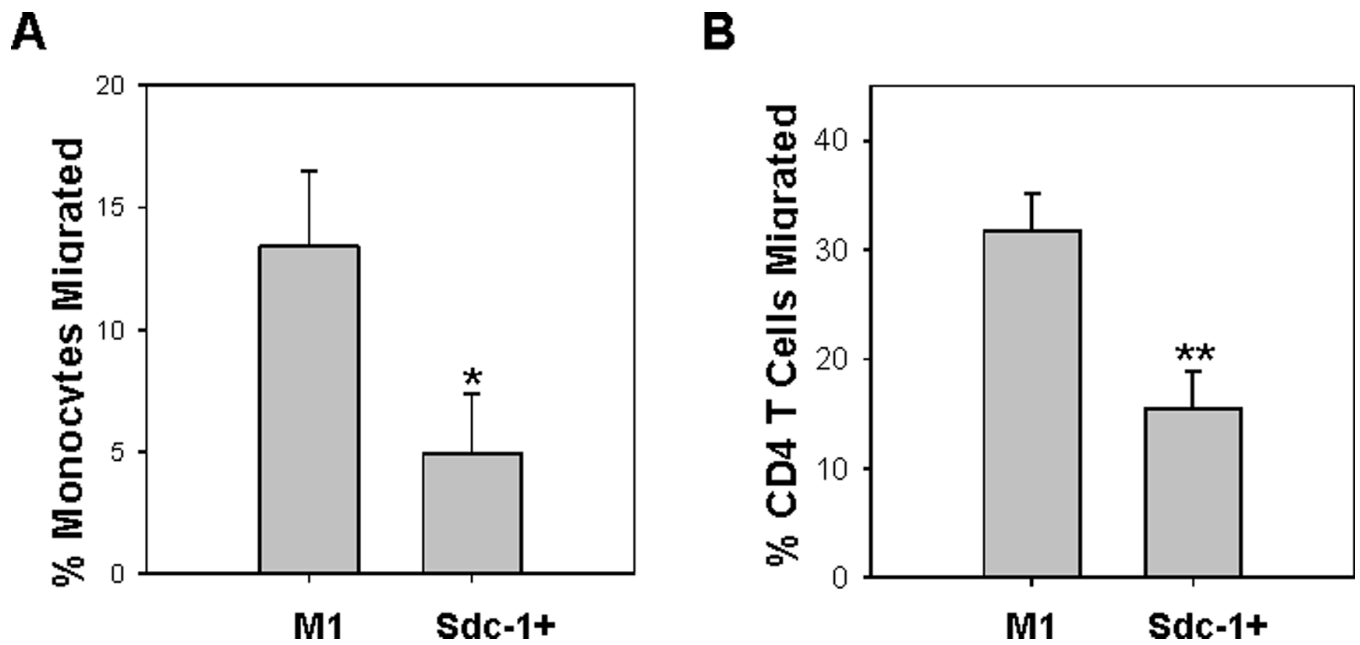 A
B
% Monocytes Migrated
20
15
10
5
0
*
M1
Sdc-1+
% CD4 T Cells Migrated
40
30
20
10
0
**
M1
Sdc-1+